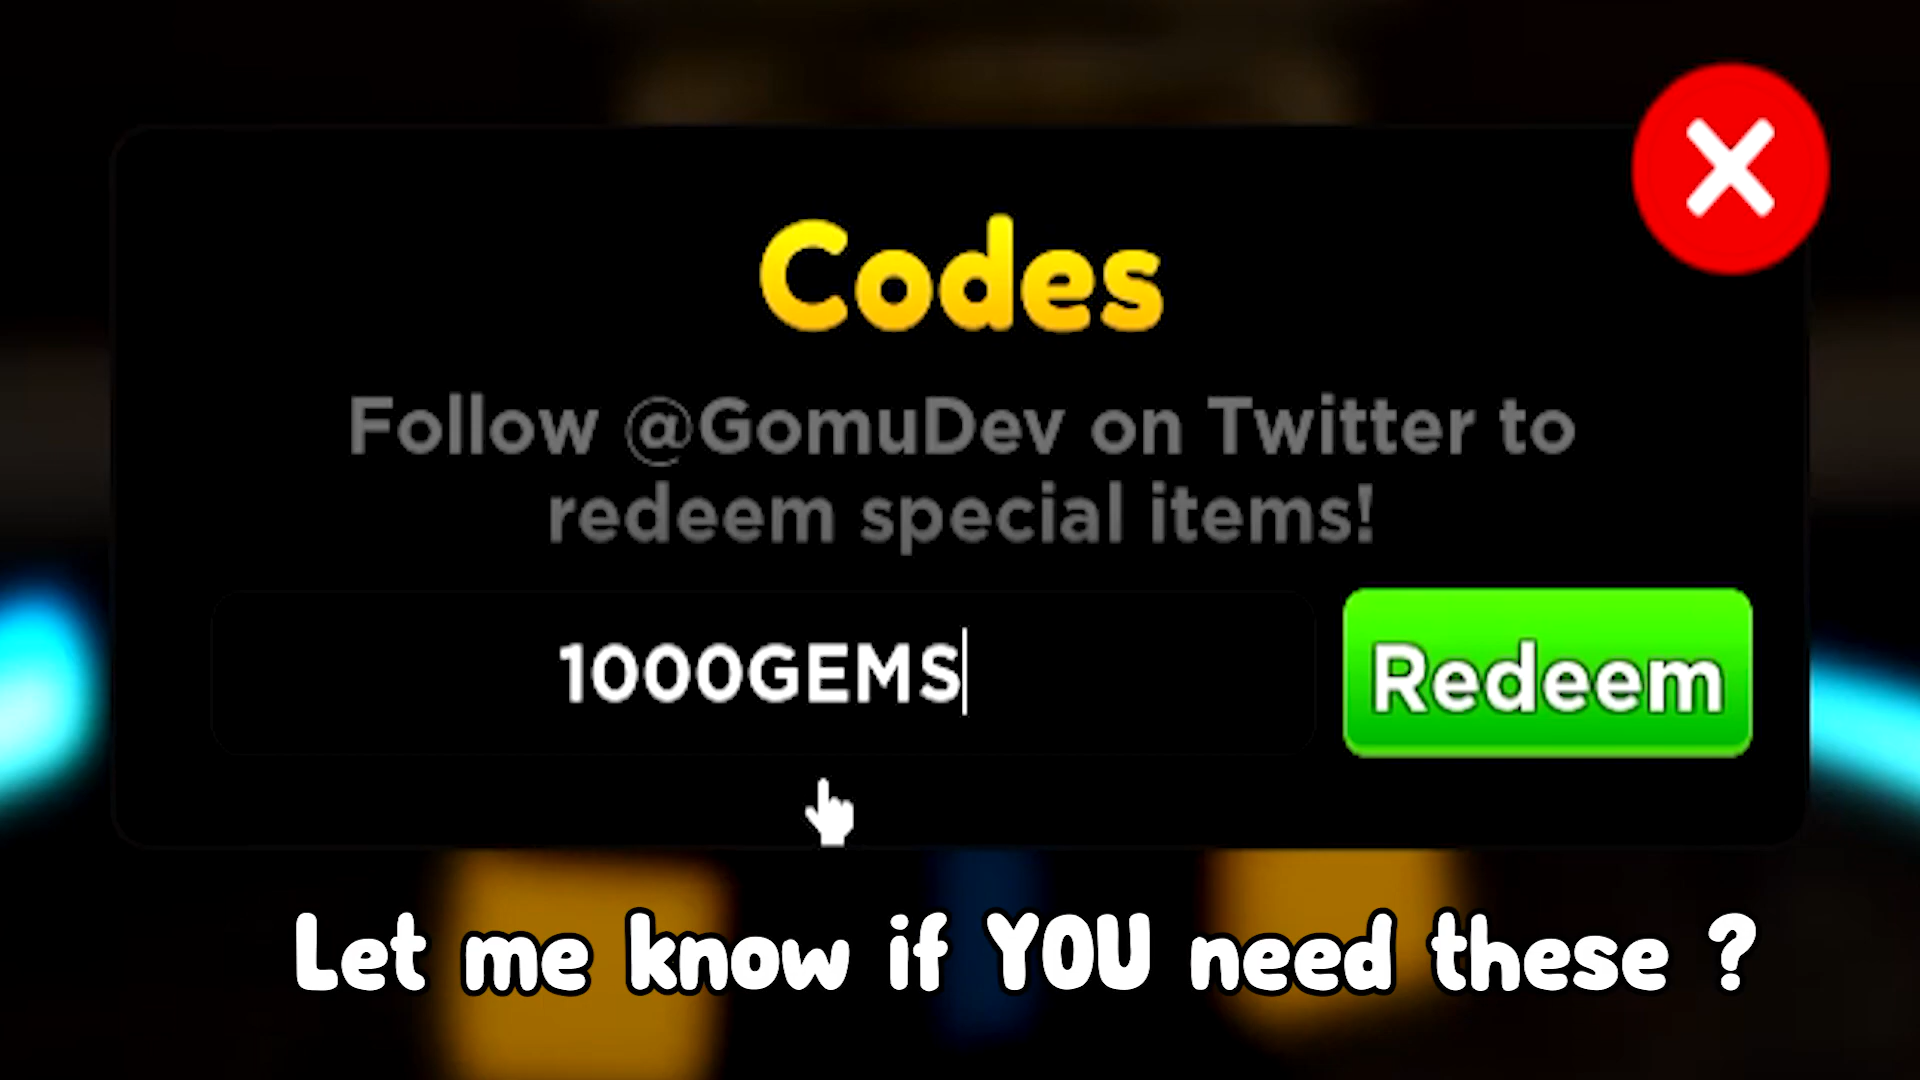 Codes
Follow @GomuDev on Twitter to
redeem special items!
1000GEMS
Redeem
Let me know if YOU need these ?